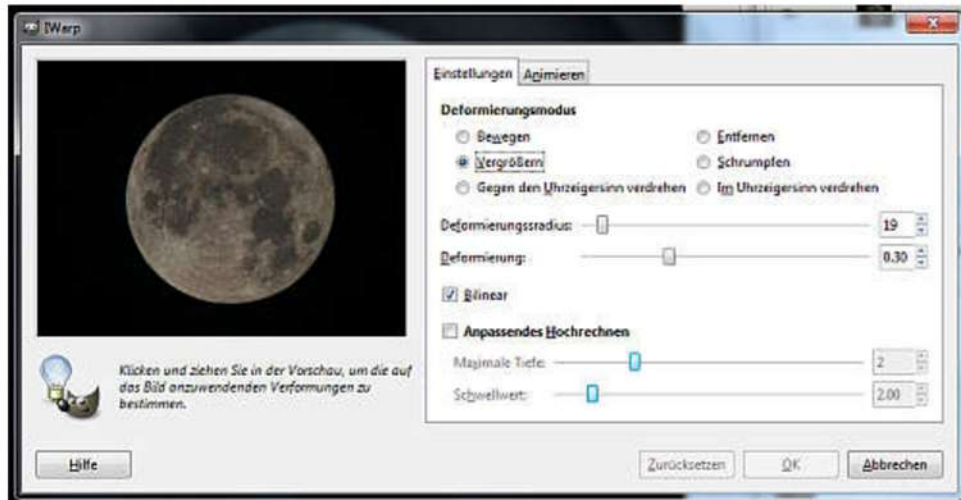 IWarp
Einstellungen Animieren
Deformierungsmodus
Bewegen Entfernen
Vergrößern Schrumpfen
Gegen den Uhrzeigersinn verdrehen Im Uhrzeigersinn verdrehen
Deformierungsradius: 19
Deformierung: 0.30
Bilinear
Anpassendes Hochrechnen
Maximale Tiefe: 2
Schwellwert: 2.00
Klicken und ziehen Sie in der Vorschau, um die auf
das Bild anzuwendenden Verformungen zu
bestimmen.
Hilfe Zurücksetzen OK Abbrechen